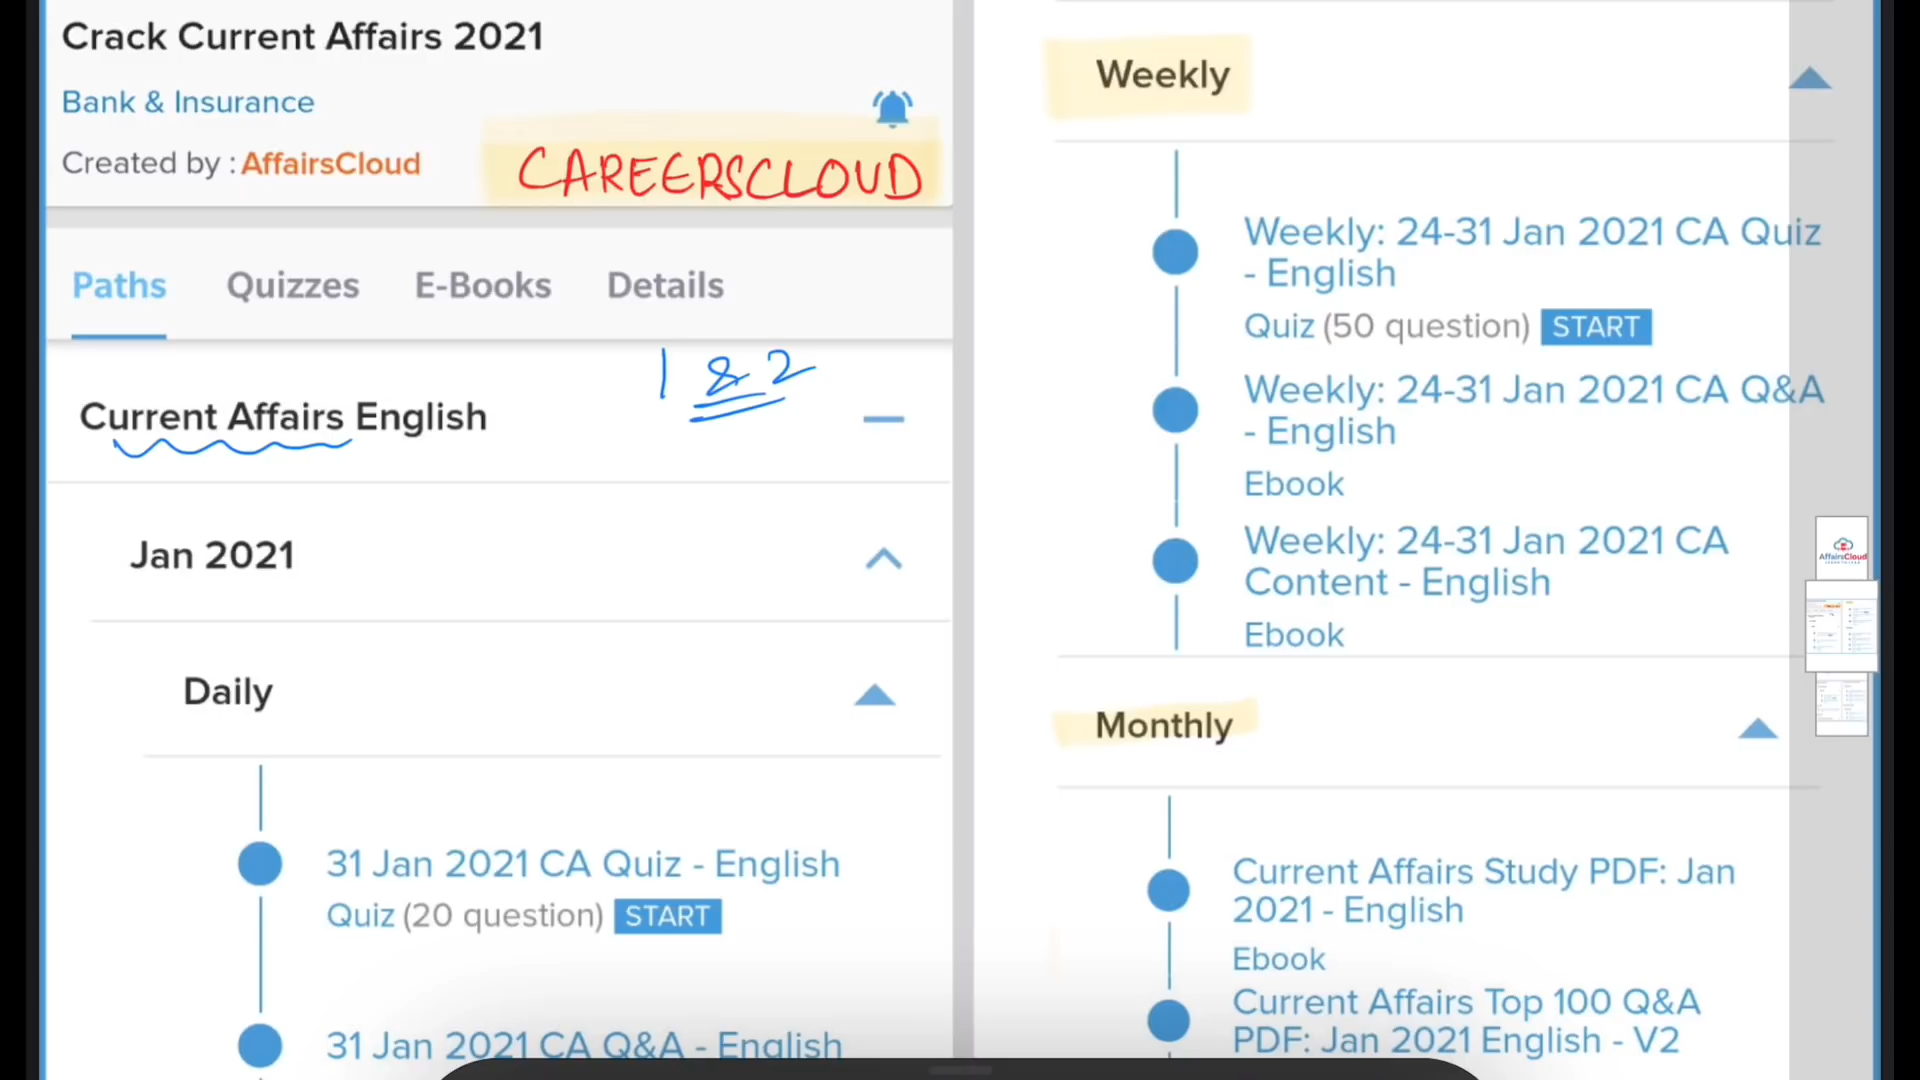 Crack Current Affairs 2021
Bank & Insurance
Created by : AffairsCloud
CAREERSCLOUD
Paths Quizzes E-Books Details
1 & 2
Current Affairs English
Jan 2021
Daily
31 Jan 2021 CA Quiz - English
Quiz (20 question) START
31 Jan 2021 CA Q&A - English
Weekly
Weekly: 24-31 Jan 2021 CA Quiz
- English
Quiz (50 question) START
Weekly: 24-31 Jan 2021 CA Q&A
- English
Ebook
Weekly: 24-31 Jan 2021 CA
Content - English
Ebook
Monthly
Current Affairs Study PDF: Jan
2021 - English
Ebook
Current Affairs Top 100 Q&A
PDF: Jan 2021 English - V2
AffairsCloud